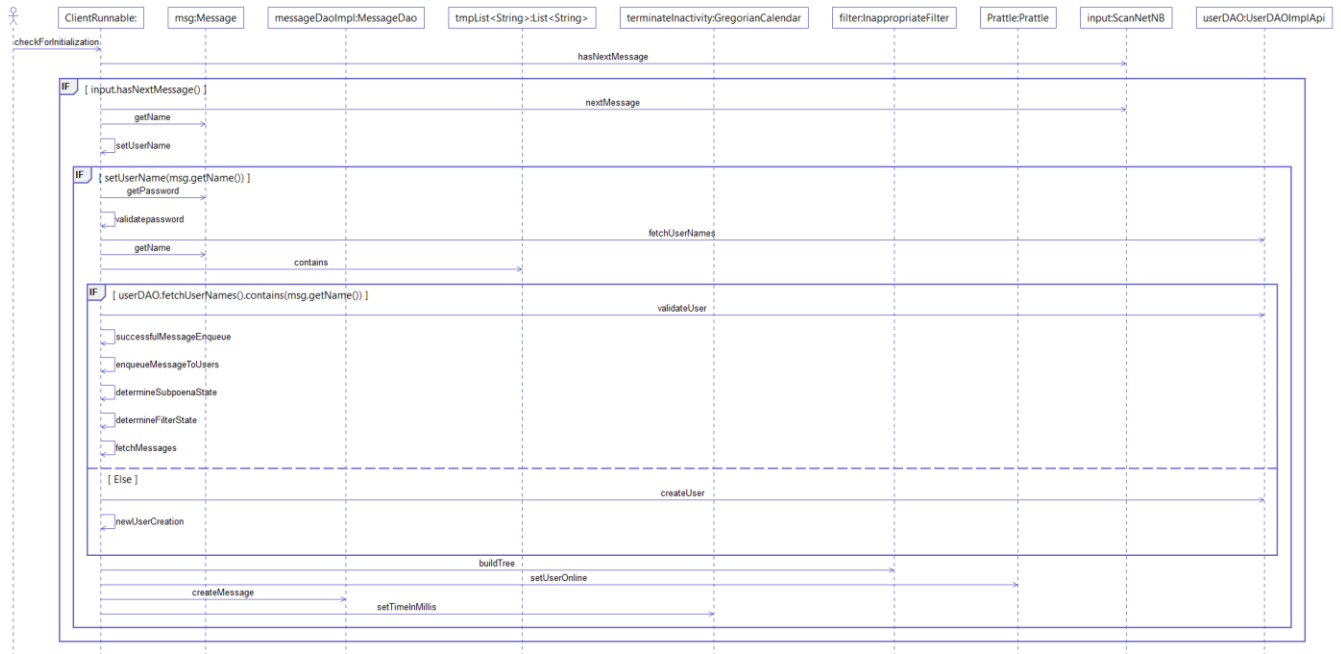 ClientRunnable:
msg:Message
messageDaoImpl:MessageDao
tmpList<String>:List<String>
terminateInactivity:GregorianCalendar
filter:InappropriateFilter
Prattle:Prattle
input:ScanNetNB
userDAO:UserDAOImplApi
checkForInitialization
hasNextMessage
IF
[ input.hasNextMessage() ]
nextMessage
getName
setUserName
IF
[ setUserName(msg.getName()) ]
getPassword
validatepassword
fetchUserNames
getName
contains
IF
[ userDAO.fetchUserNames().contains(msg.getName()) ]
validateUser
successfulMessageEnqueue
enqueueMessageToUsers
determineSubpoenaState
determineFilterState
fetchMessages
[ Else ]
createUser
newUserCreation
buildTree
setUserOnline
createMessage
setTimeInMillis